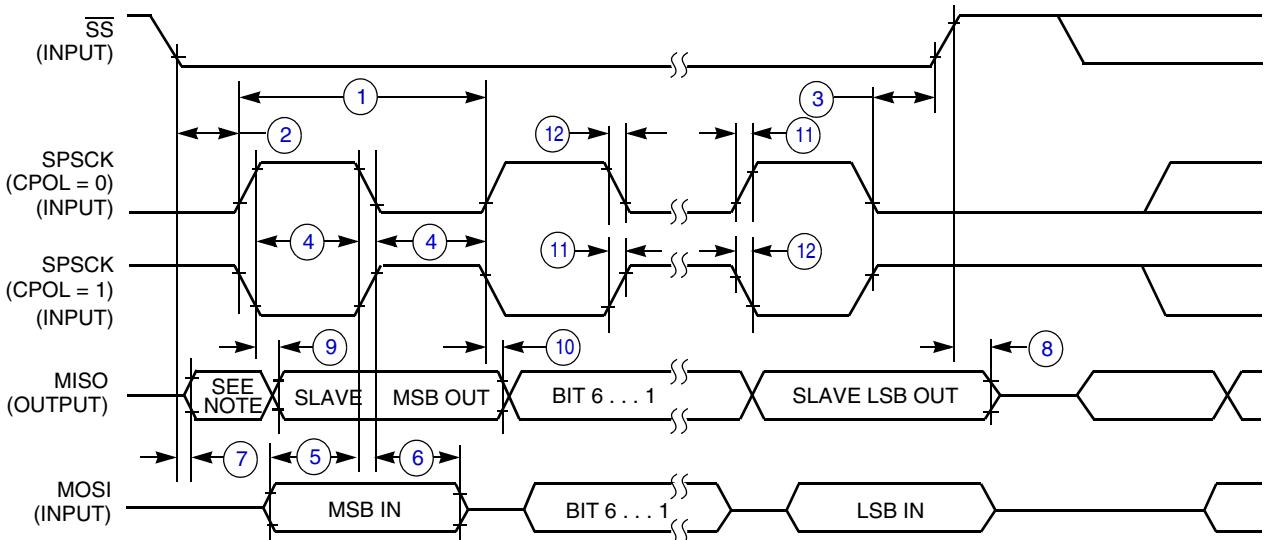 SS
(INPUT)
1
3
2
12
11
SPSCK
(CPOL = 0)
(INPUT)
4
4
11
12
SPSCK
(CPOL = 1)
(INPUT)
9
10
8
MISO
(OUTPUT)
SEE
NOTE
SLAVE
MSB OUT
BIT 6 . . . 1
SLAVE LSB OUT
7
5
6
MOSI
(INPUT)
MSB IN
BIT 6 . . . 1
LSB IN